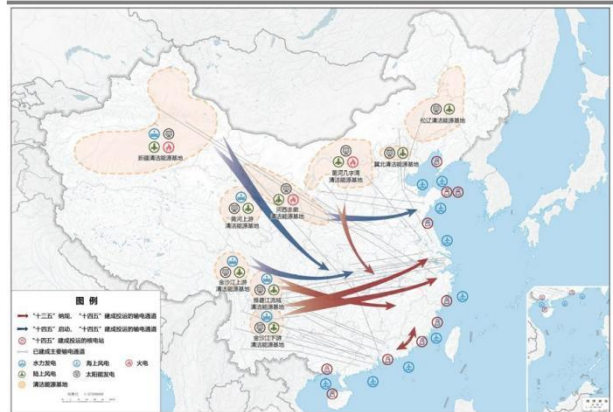 松辽清洁能源基地
新疆清洁能源基地
冀北清洁能源基地
黄河几字湾
清洁能源基地
河西走廊
清洁能源基地
黄河上游
清洁能源基地
金沙江上游
清洁能源基地
雅砻江流域
清洁能源基地
金沙江下游
清洁能源基地
图 例
"十三五"结转、"十四五"建成投运的输电通道
"十四五"启动、"十四五"建成投运的输电通道
"十四五"建成投运的核电站
已建成主要输电通道
水力发电 海上风电 火电
陆上风电 太阳能发电
清洁能源基地